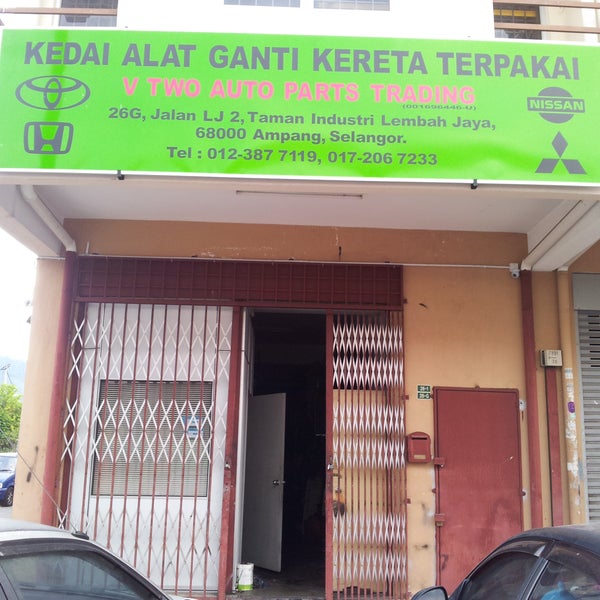 KEDAI ALAT GANTI KERETA TERPAKAI
V TWO AUTO PARTS TRADING
(001696446-U)
26G, Jalan LJ 2, Taman Industri Lembah Jaya,
68000 Ampang, Selangor.
Tel : 012-387 7119, 017-206 7233
NISSAN